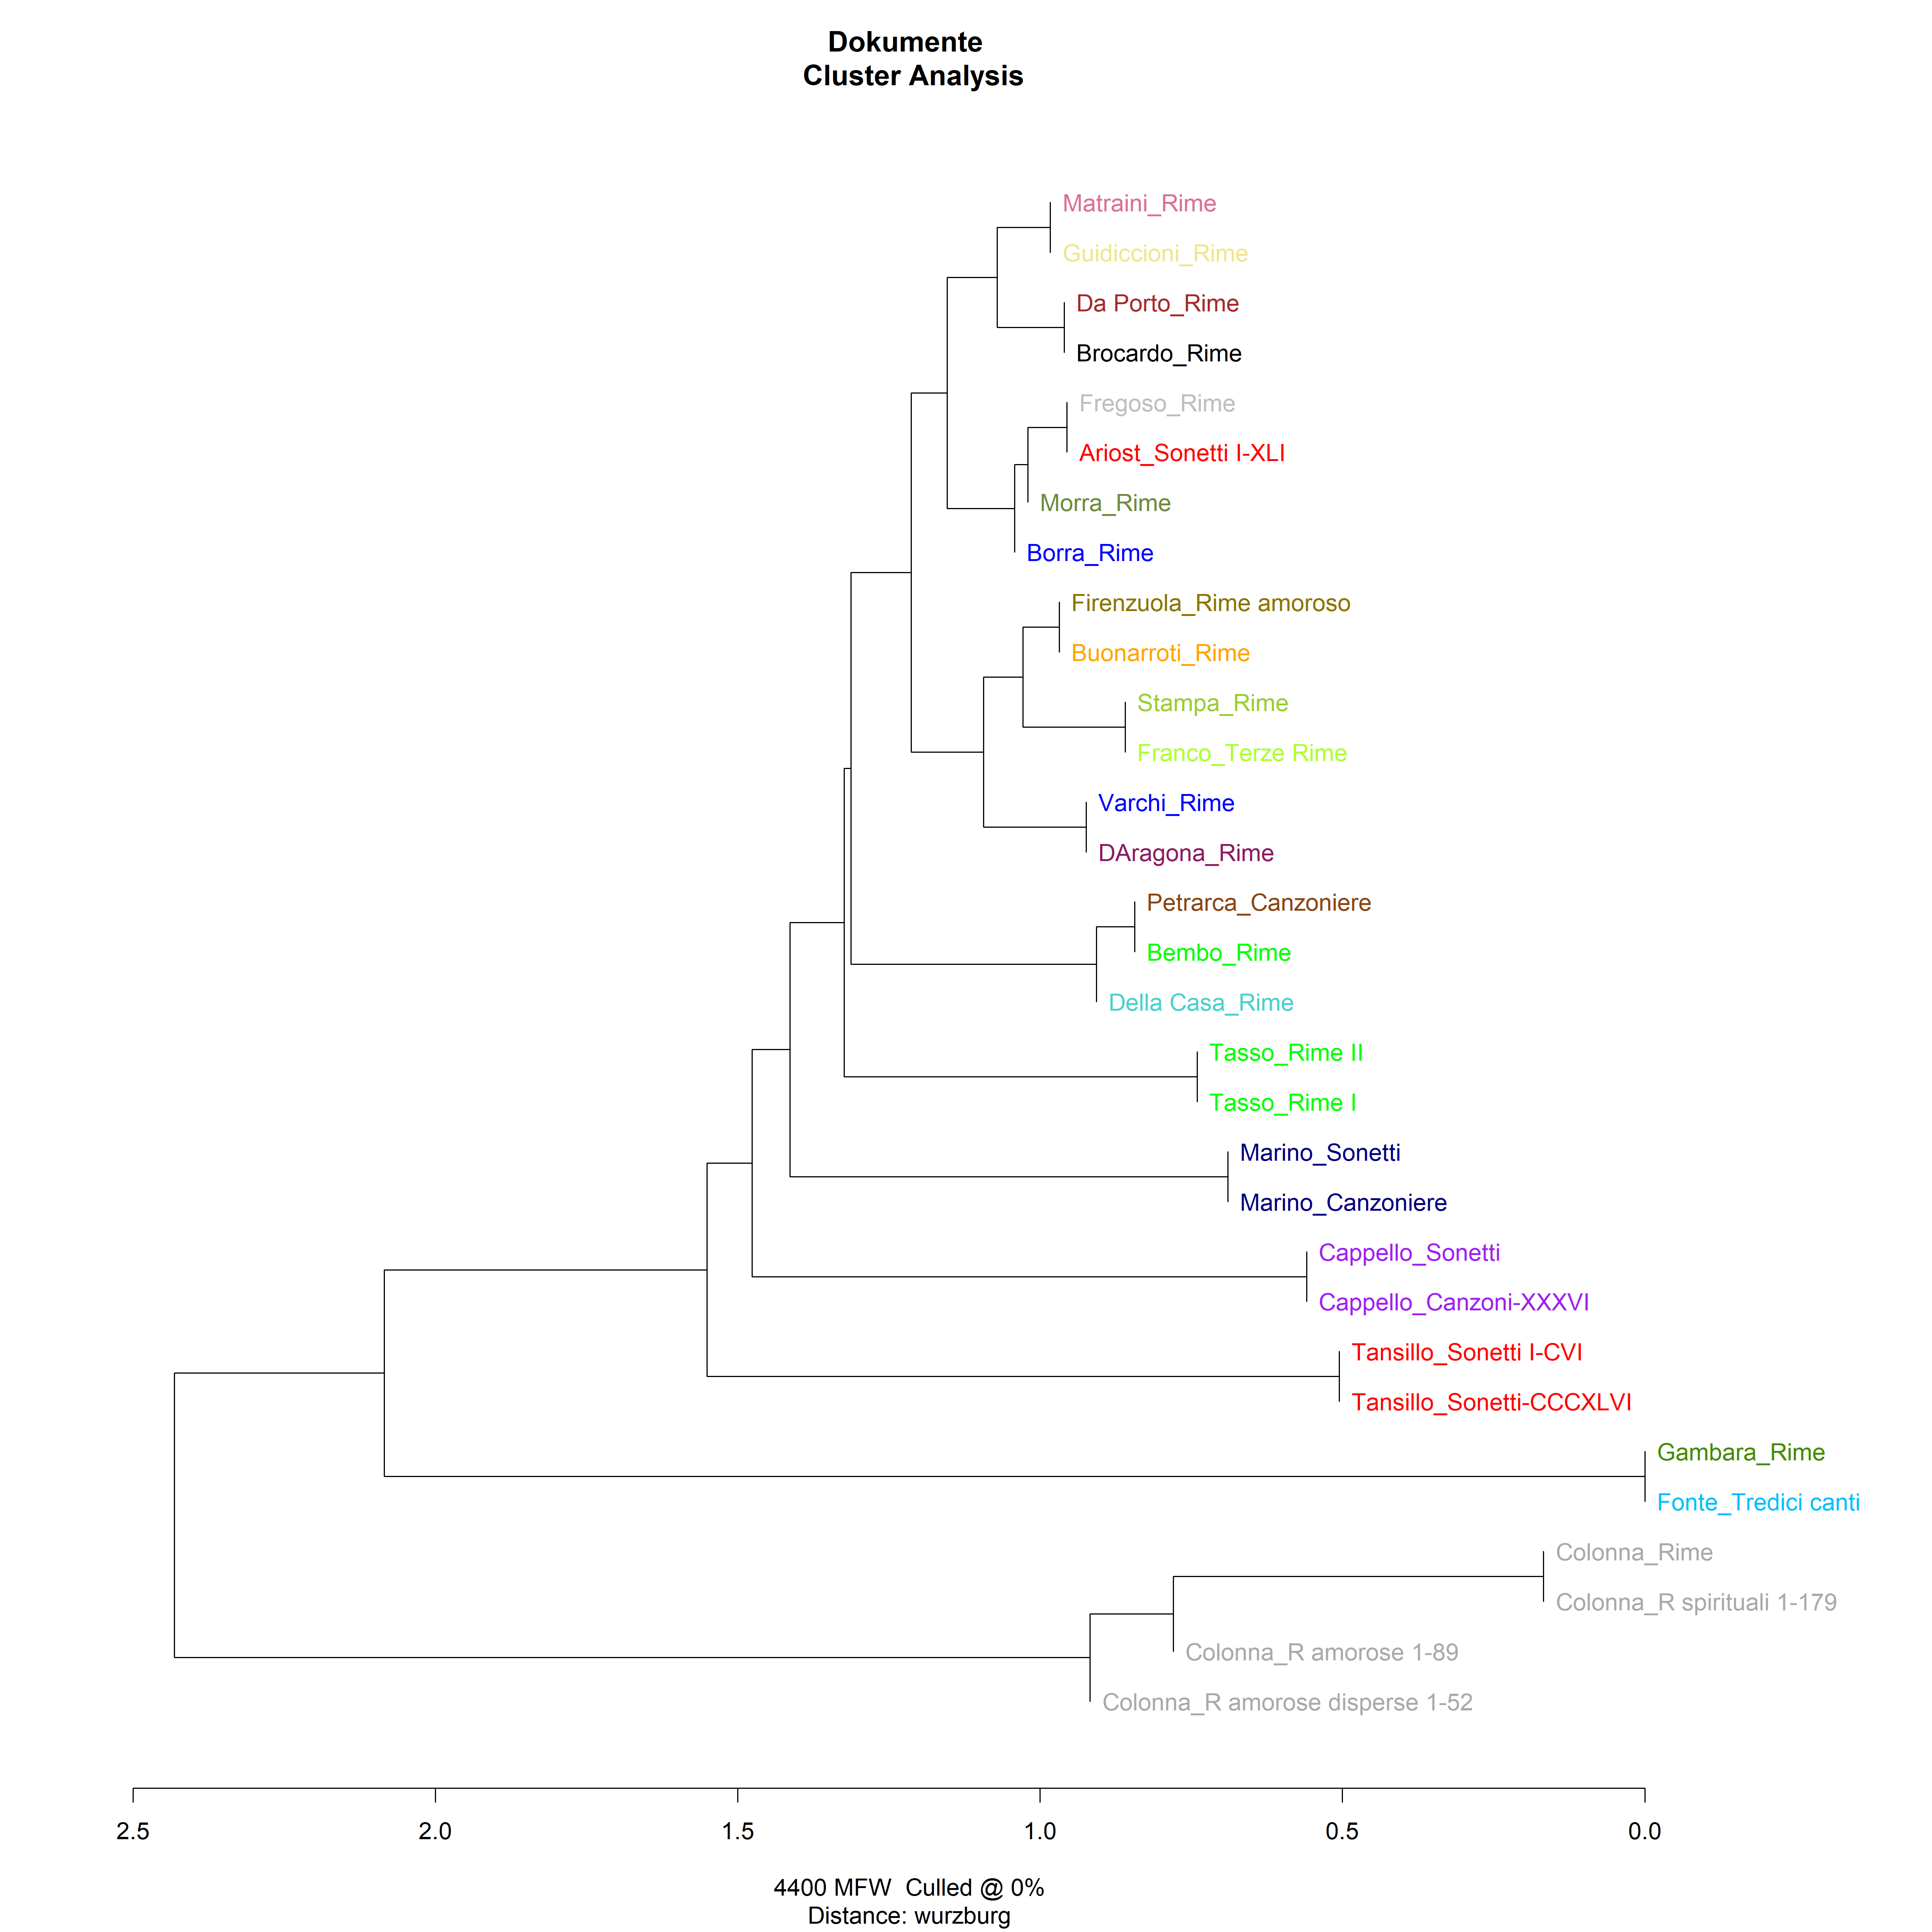 Dokumente
Cluster Analysis
Matraini_Rime
Guidiccioni_Rime
Da Porto_Rime
Brocardo_Rime
Fregoso_Rime
Ariost_Sonetti I-XLI
Morra_Rime
Borra_Rime
Firenzuola_Rime amoroso
Buonarroti_Rime
Stampa_Rime
Franco_Terze Rime
Varchi_Rime
DAragona_Rime
Petrarca_Canzoniere
Bembo_Rime
Della Casa_Rime
Tasso_Rime II
Tasso_Rime I
Marino_Sonetti
Marino_Canzoniere
Cappello_Sonetti
Cappello_Canzoni-XXXVI
Tansillo_Sonetti I-CVI
Tansillo_Sonetti-CCCXLVI
Gambara_Rime
Fonte_Tredici canti
Colonna_Rime
Colonna_R spirituali 1-179
Colonna_R amorose 1-89
Colonna_R amorose disperse 1-52
2.5 2.0 1.5 1.0 0.5 0.0
4400 MFW  Culled @ 0%
Distance: wurzburg